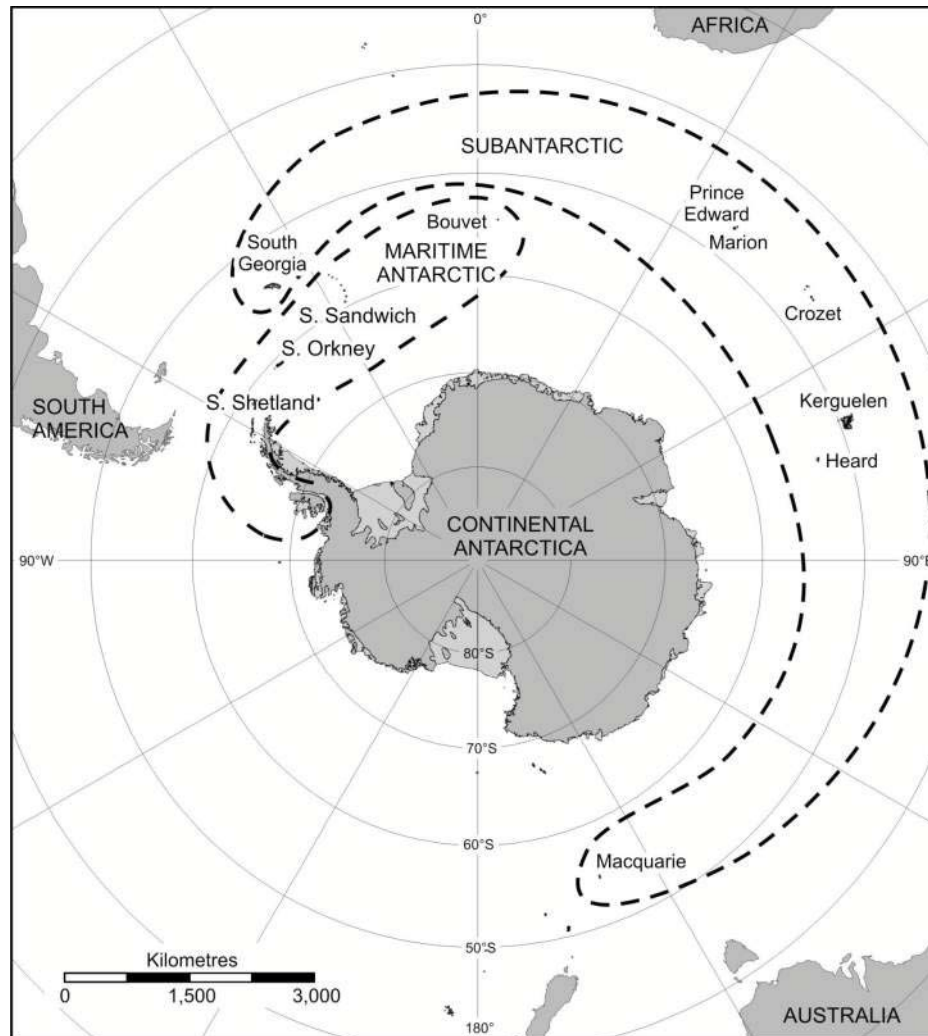 0°
AFRICA
SUBANTARCTIC
Prince
Edward
Marion
Bouvet
MARITIME
ANTARCTIC
South
Georgia
S. Sandwich
Crozet
S. Orkney
S. Shetland
SOUTH
AMERICA
Kerguelen
Heard
CONTINENTAL
ANTARCTICA
90°W
90°E
80°S
70°S
60°S
Macquarie
50°S
Kilometres
0 1,500 3,000
AUSTRALIA
180°